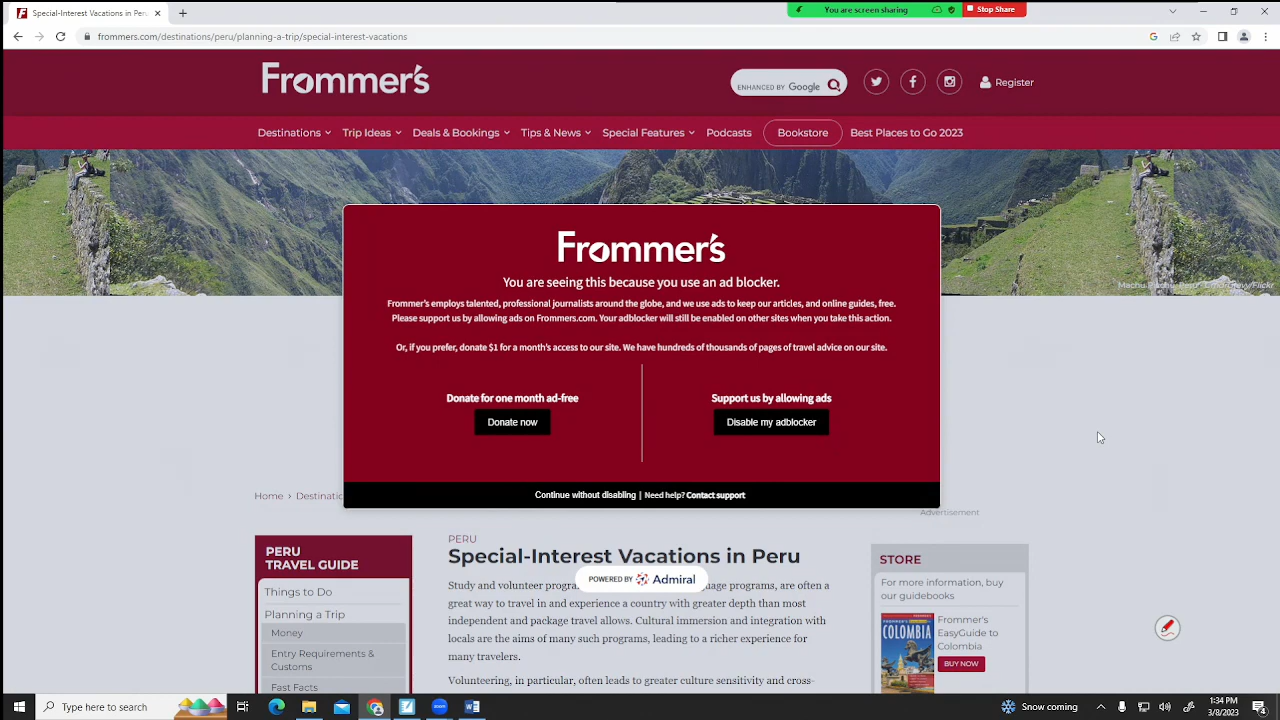 Special-Interest Vacations in Per
You are screen sharing
Stop Share
frommers.com/destinations/peru/planning-a-trip/special-interest-vacations
Frommer's
ENHANCED BY Google
Register
Destinations
Trip Ideas
Deals & Bookings
Tips & News
Special Features
Podcasts
Bookstore
Best Places to Go 2023
Frommer's
You are seeing this because you use an ad blocker.
Frommer's employs talented, professional journalists around the globe, and we use ads to keep our articles, and online guides, free.
Please support us by allowing ads on Frommers.com. Your adblocker will still be enabled on other sites when you take this action.
Or, if you prefer, donate $1 for a month's access to our site. We have hundreds of thousands of pages of travel advice on our site.
Donate for one month ad-free
Donate now
Support us by allowing ads
Disable my adblocker
Continue without disabling | Need help? Contact support
Home › Destinatio
Advertisement
PERU
TRAVEL GUIDE
Things to Do
Planning a Trip
Money
Entry Requirements &
Customs
Fast Facts
PERU
Special-Interest Vacations in Peru
POWERED BY Admiral
Study and volunteer progra age programs, are often a
great way to travel in and experience a country with greater depth than most
independent and package travel allows. Cultural immersion and integration with
locals are the aims of many such programs, leading to a richer experience for
many travelers.
Volunteering, in particular, often leads to greater culture sensitivity and cross-
STORE
For more information, buy
our guidebooks
COLOMBIA
Frommer's
EasyGuide to
Colombia
BUY NOW
Type here to search
zoom
Snow coming
1:34 PM
3/0/2023